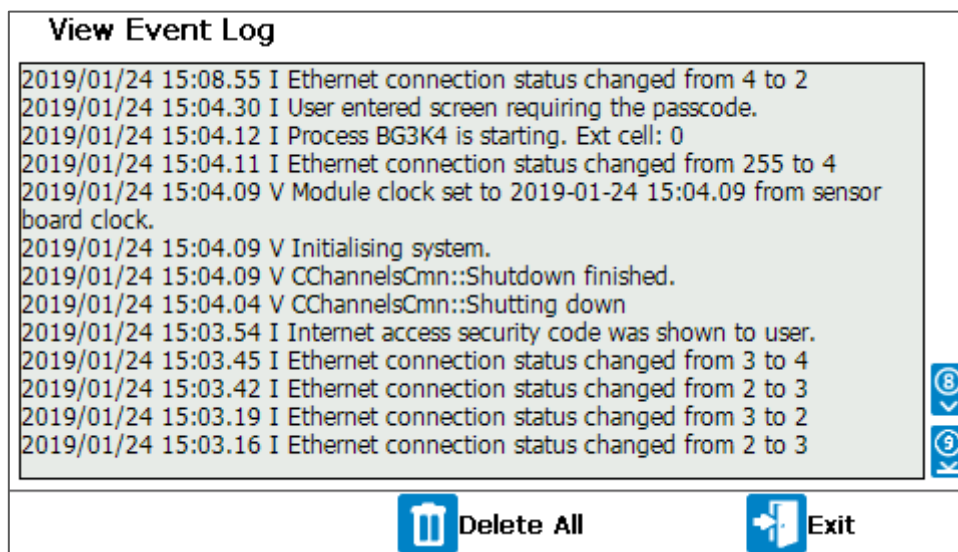 View Event Log
2019/01/24 15:08.55 I Ethernet connection status changed from 4 to 2
2019/01/24 15:04.30 I User entered screen requiring the passcode.
2019/01/24 15:04.12 I Process BG3K4 is starting. Ext cell: 0
2019/01/24 15:04.11 I Ethernet connection status changed from 255 to 4
2019/01/24 15:04.09 V Module clock set to 2019-01-24 15:04.09 from sensor
board clock.
2019/01/24 15:04.09 V Initialising system.
2019/01/24 15:04.09 V CChannelsCmn::Shutdown finished.
2019/01/24 15:04.04 V CChannelsCmn::Shutting down
2019/01/24 15:03.54 I Internet access security code was shown to user.
2019/01/24 15:03.45 I Ethernet connection status changed from 3 to 4
2019/01/24 15:03.42 I Ethernet connection status changed from 2 to 3
2019/01/24 15:03.19 I Ethernet connection status changed from 3 to 2
2019/01/24 15:03.16 I Ethernet connection status changed from 2 to 3
8
9
Delete All
Exit